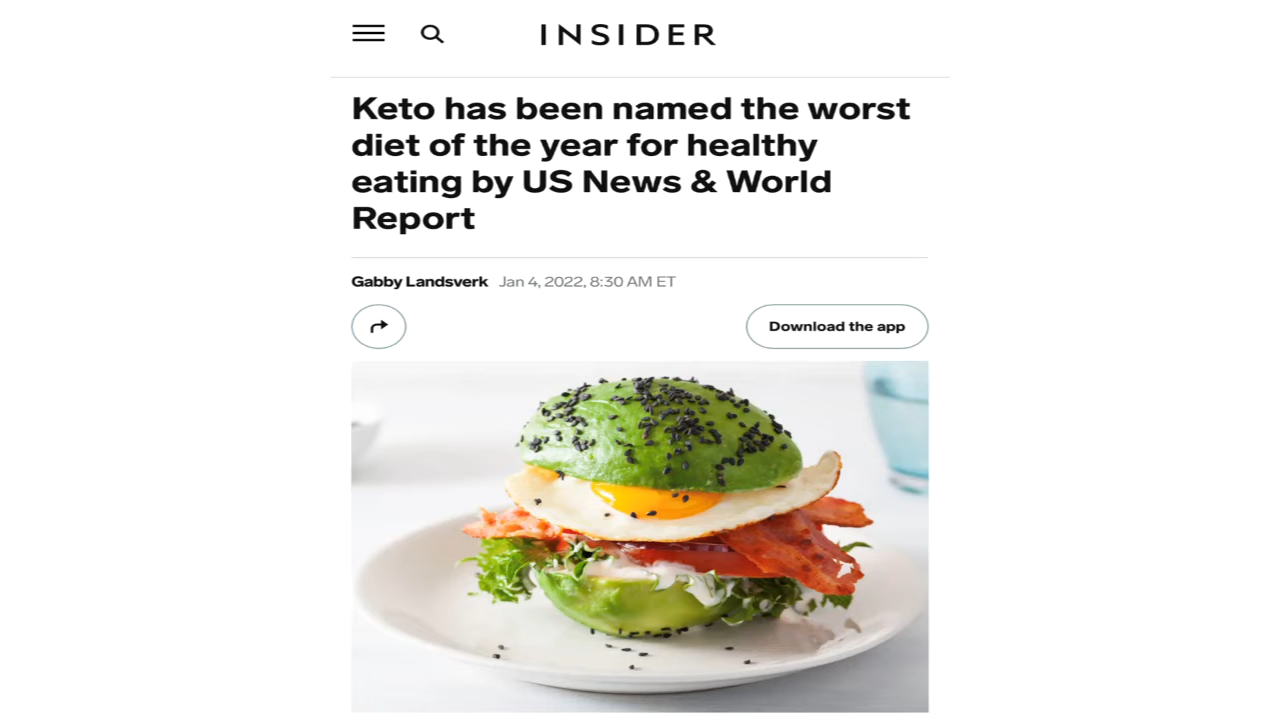 INSIDER
Keto has been named the worst
diet of the year for healthy
eating by US News & World
Report
Gabby Landsverk Jan 4, 2022, 8:30 AM ET
Download the app